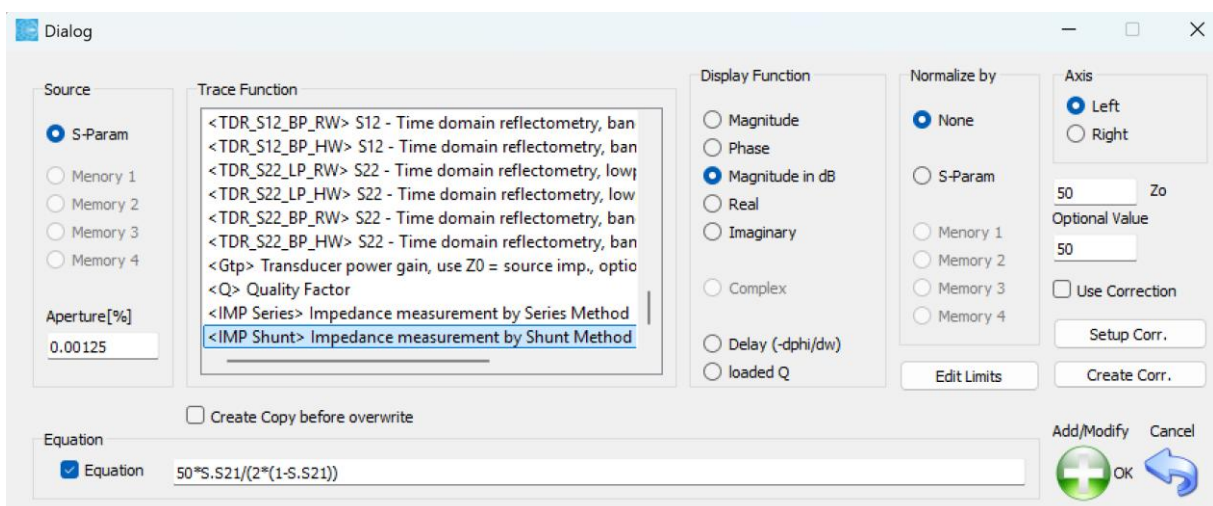 Dialog
Source
S-Param
Menory 1
Memory 2
Memory 3
Memory 4
Aperture[%]
0.00125
Trace Function
<TDR_S12_BP_RW> S12 - Time domain reflectometry, ban
<TDR_S12_BP_HW> S12 - Time domain reflectometry, ban
<TDR_S22_LP_RW> S22 - Time domain reflectometry, lowp
<TDR_S22_LP_HW> S22 - Time domain reflectometry, low
<TDR_S22_BP_RW> S22 - Time domain reflectometry, ban
<TDR_S22_BP_HW> S22 - Time domain reflectometry, ban
<Gtp> Transducer power gain, use Z0 = source imp., optio
<Q> Quality Factor
<IMP Series> Impedance measurement by Series Method
<IMP Shunt> Impedance measurement by Shunt Method
Display Function
Magnitude
Phase
Magnitude in dB
Real
Imaginary
Complex
Delay (-dphi/dw)
loaded Q
Normalize by
None
S-Param
Menory 1
Memory 2
Memory 3
Memory 4
Edit Limits
Axis
Left
Right
50 Zo
Optional Value
50
Use Correction
Setup Corr.
Create Corr.
Create Copy before overwrite
Equation
Equation 50*S.S21/(2*(1-S.S21))
Add/Modify Cancel
OK